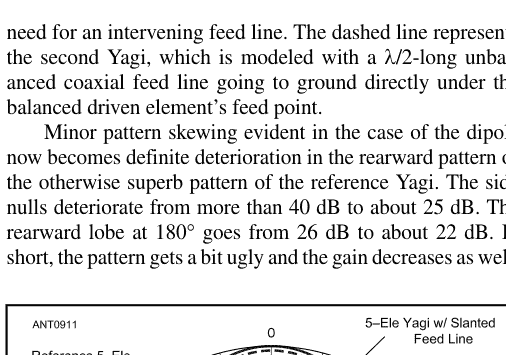 need for an intervening feed line. The dashed line represent
the second Yagi, which is modeled with a λ/2-long unba
anced coaxial feed line going to ground directly under th
balanced driven element's feed point.
Minor pattern skewing evident in the case of the dipol
now becomes definite deterioration in the rearward pattern o
the otherwise superb pattern of the reference Yagi. The sid
nulls deteriorate from more than 40 dB to about 25 dB. Th
rearward lobe at 180° goes from 26 dB to about 22 dB. I
short, the pattern gets a bit ugly and the gain decreases as wel
ANT0911
0
5–Ele Yagi w/ Slanted
Feed Line
Reference 5–Ele